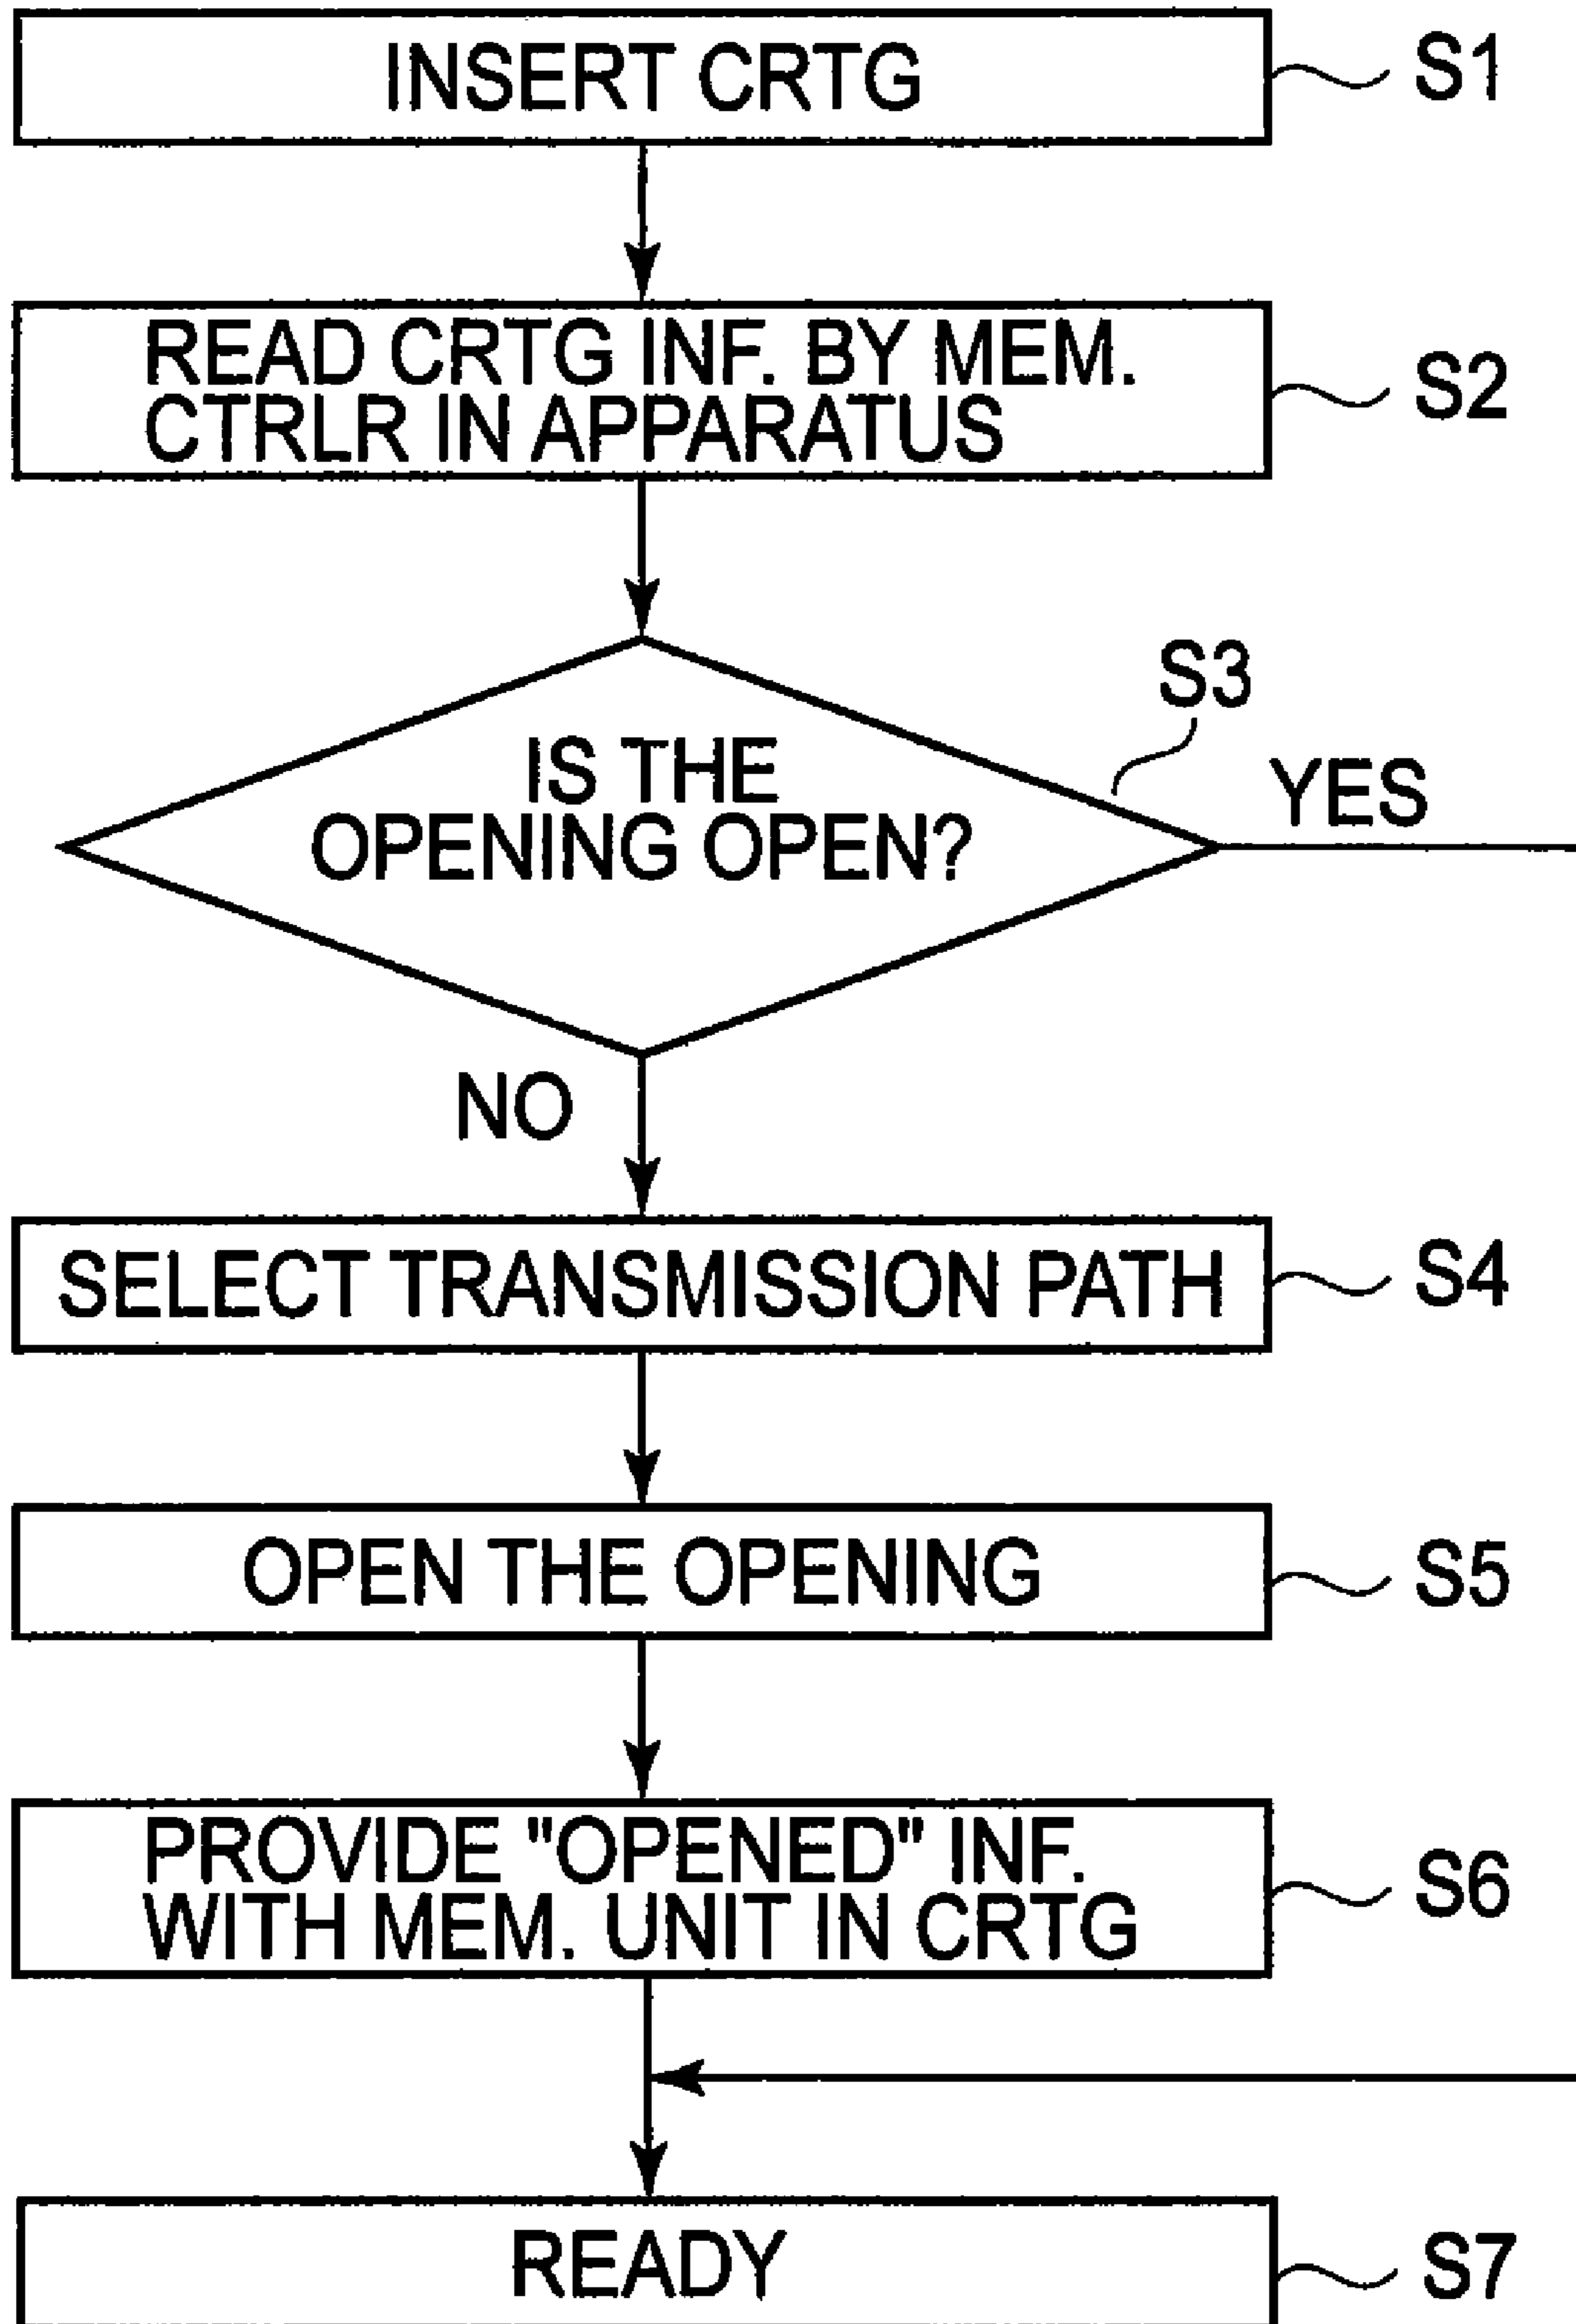 INSERT CRTG
S1
READ CRTG INF. BY MEM.
CTRLR IN APPARATUS
S2
S3
IS THE
OPENING OPEN?
YES
NO
SELECT TRANSMISSION PATH
S4
OPEN THE OPENING
S5
PROVIDE "OPENED" INF.
WITH MEM. UNIT IN CRTG
S6
READY
S7